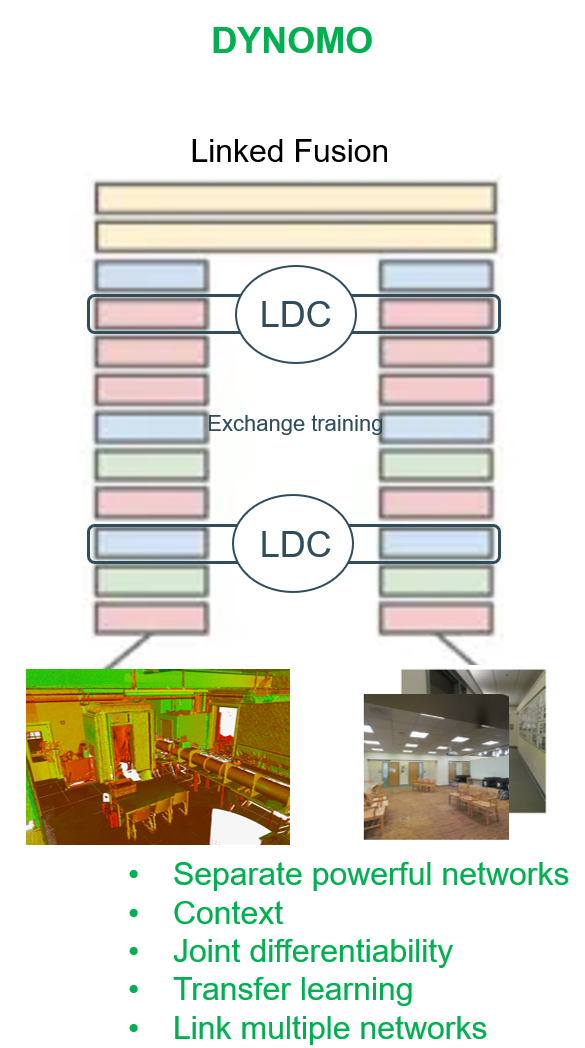 DYNOMO
Linked Fusion
LDC
Exchange training
LDC
• Separate powerful networks
• Context
• Joint differentiability
• Transfer learning
• Link multiple networks